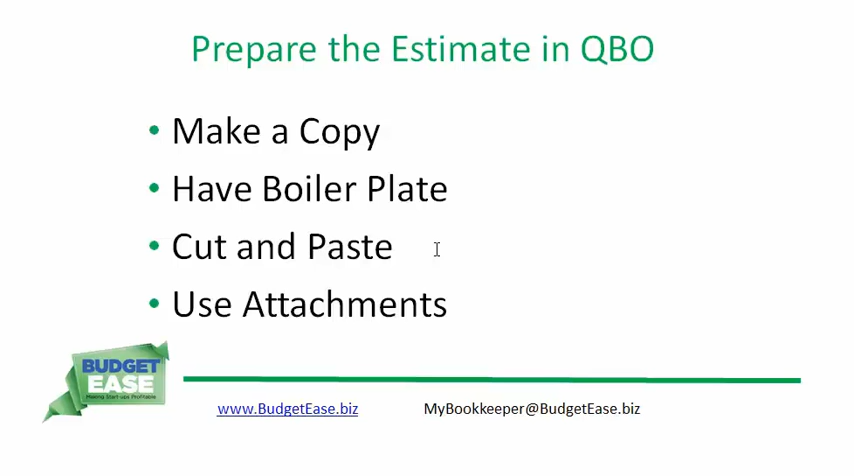 Prepare the Estimate in QBO
• Make a Copy
• Have Boiler Plate
• Cut and Paste
• Use Attachments
BUDGET
EASE
Making Start-ups Profitable
www.BudgetEase.biz MyBookkeeper@BudgetEase.biz